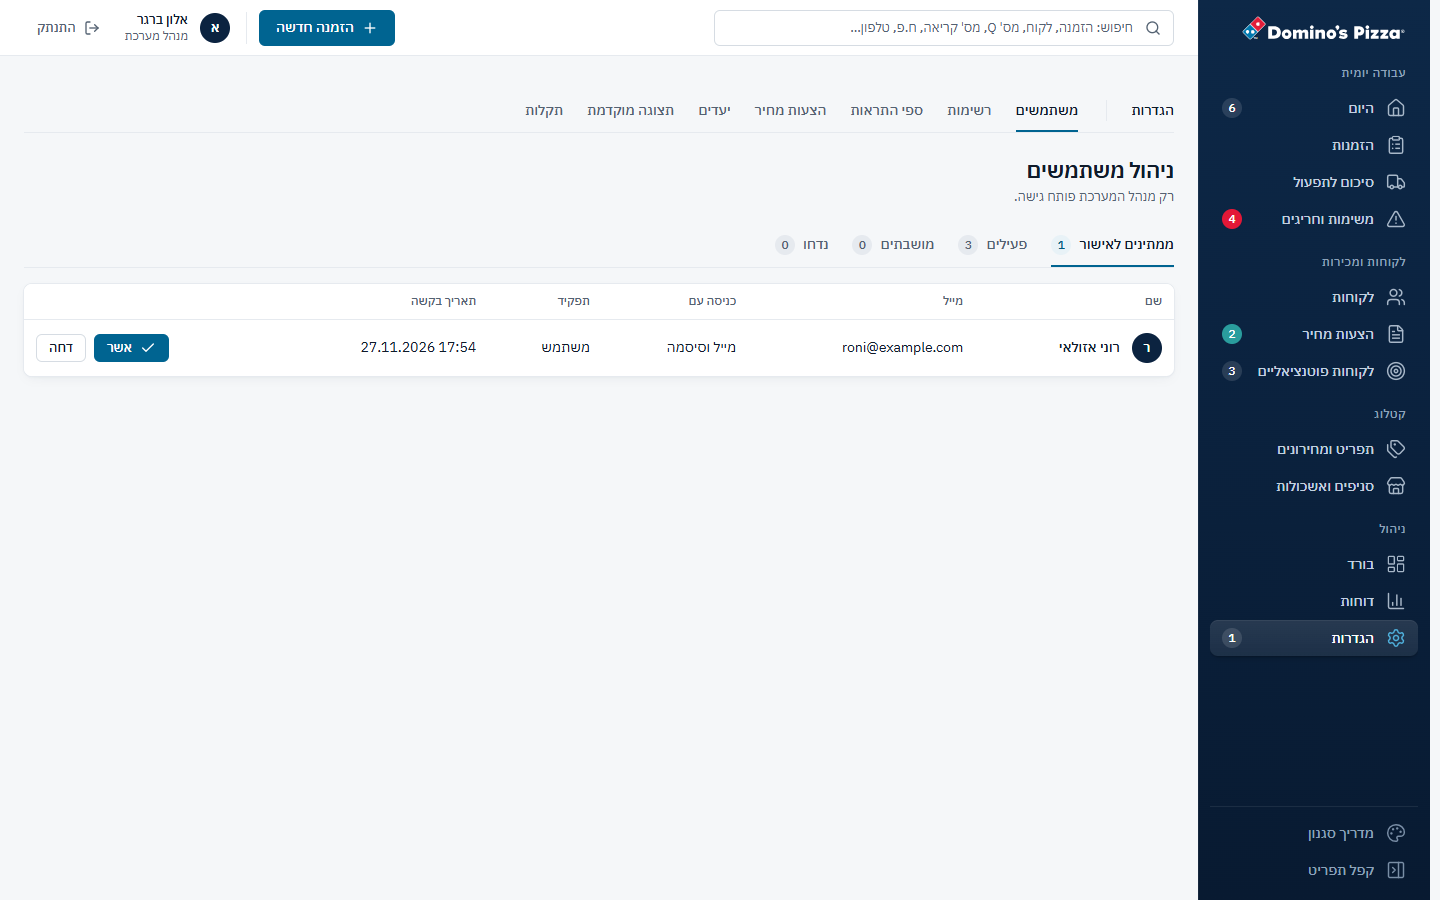 Domino's Pizza
עבודה יומית
היום 6
הזמנות
סיכום לתפעול
משימות וחריגים 4
לקוחות ומכירות
לקוחות
הצעות מחיר 2
לקוחות פוטנציאליים 3
קטלוג
תפריט ומחירונים
סניפים ואשכולות
ניהול
בורד
דוחות
הגדרות 1
מדריך סגנון
קפל תפריט
חיפוש: הזמנה, לקוח, מס' Q, מס' קריאה, ח.פ, טלפון...
הזמנה חדשה
א
אלון ברגר
מנהל מערכת
התנתק
הגדרות משתמשים רשימות ספי התראות הצעות מחיר יעדים תצוגה מוקדמת תקלות
ניהול משתמשים
רק מנהל המערכת פותח גישה.
ממתינים לאישור 1 פעילים 3 מושבתים 0 נדחו 0
שם מייל כניסה עם תפקיד תאריך בקשה
ר רוני אזולאי roni@example.com מייל וסיסמה משתמש 27.11.2026 17:54 אשר דחה